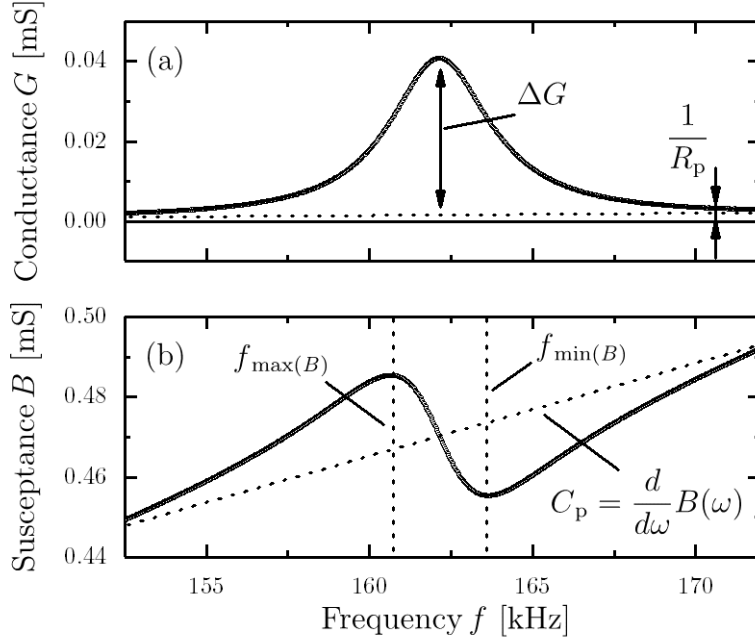 Conductance G [mS]
0.04
0.02
0.00
(a)
ΔG
1
R_p
Susceptance B [mS]
0.50
0.48
0.46
0.44
(b)
f_max(B)
f_min(B)
C_p = d/dω B(ω)
155
160
165
170
Frequency f [kHz]